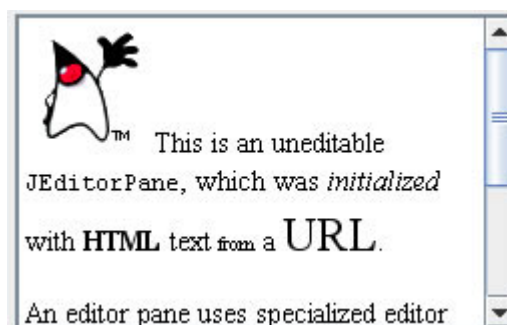 TM This is an uneditable
JEditorPane, which was initialized
with HTML text from a URL.
An editor pane uses specialized editor